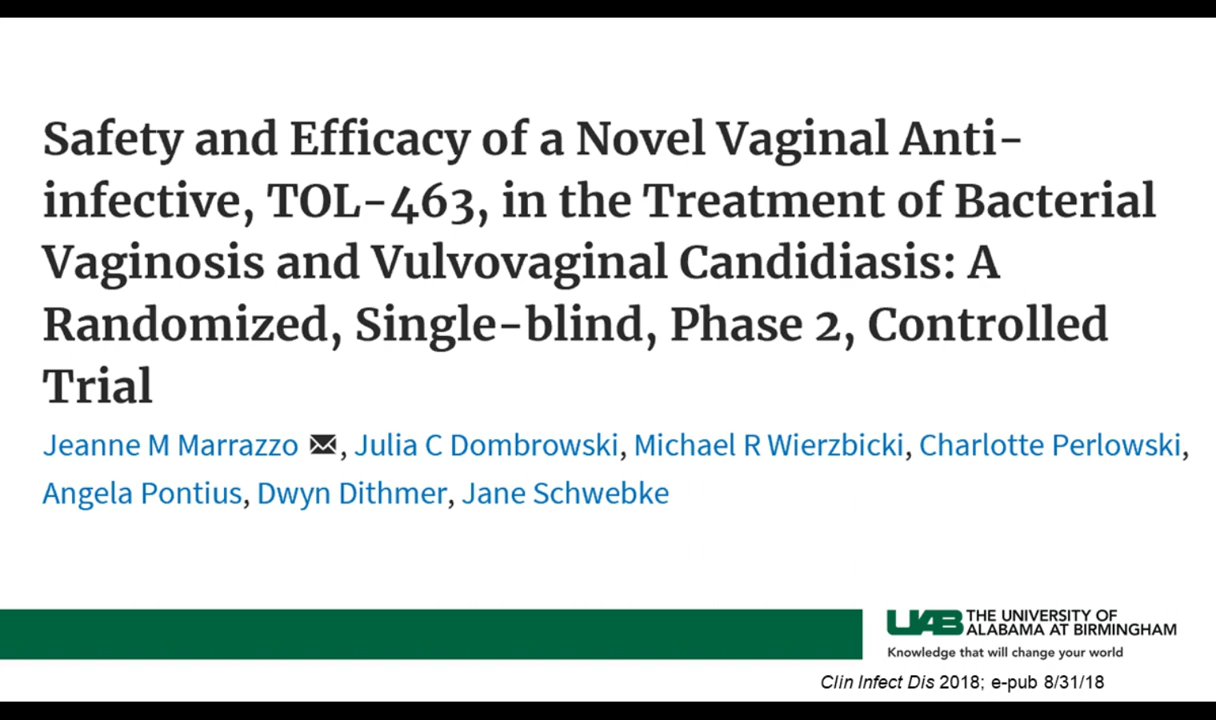 Safety and Efficacy of a Novel Vaginal Anti-
infective, TOL-463, in the Treatment of Bacterial
Vaginosis and Vulvovaginal Candidiasis: A
Randomized, Single-blind, Phase 2, Controlled
Trial
Jeanne M Marrazzo , Julia C Dombrowski, Michael R Wierzbicki, Charlotte Perlowski,
Angela Pontius, Dwyn Dithmer, Jane Schwebke
UAB THE UNIVERSITY OF
ALABAMA AT BIRMINGHAM
Knowledge that will change your world
Clin Infect Dis 2018; e-pub 8/31/18